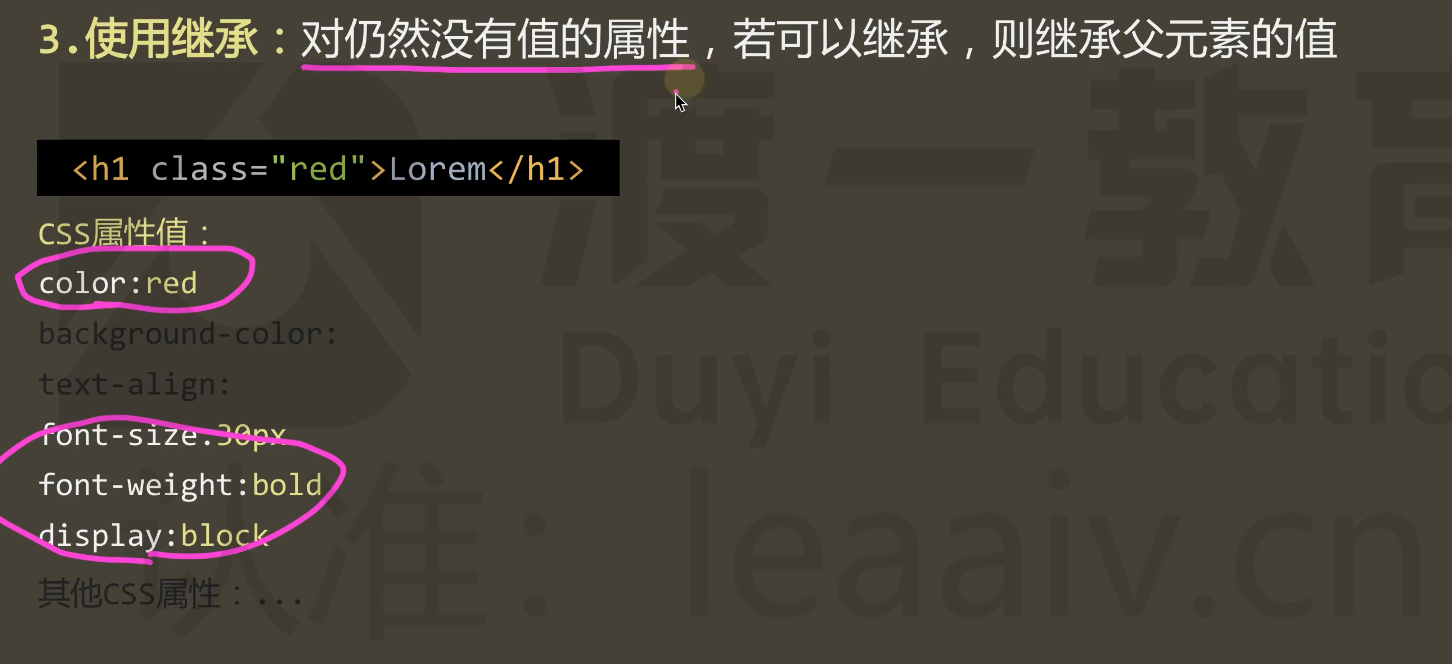 3.使用继承：对仍然没有值的属性，若可以继承，则继承父元素的值
<h1 class="red">Lorem</h1>
CSS属性值：
color:red
background-color:
text-align:
font-size:30px
font-weight:bold
display:block
其他CSS属性：...
渡一教育
Duyi Educatio
认准：leaaiv.cn